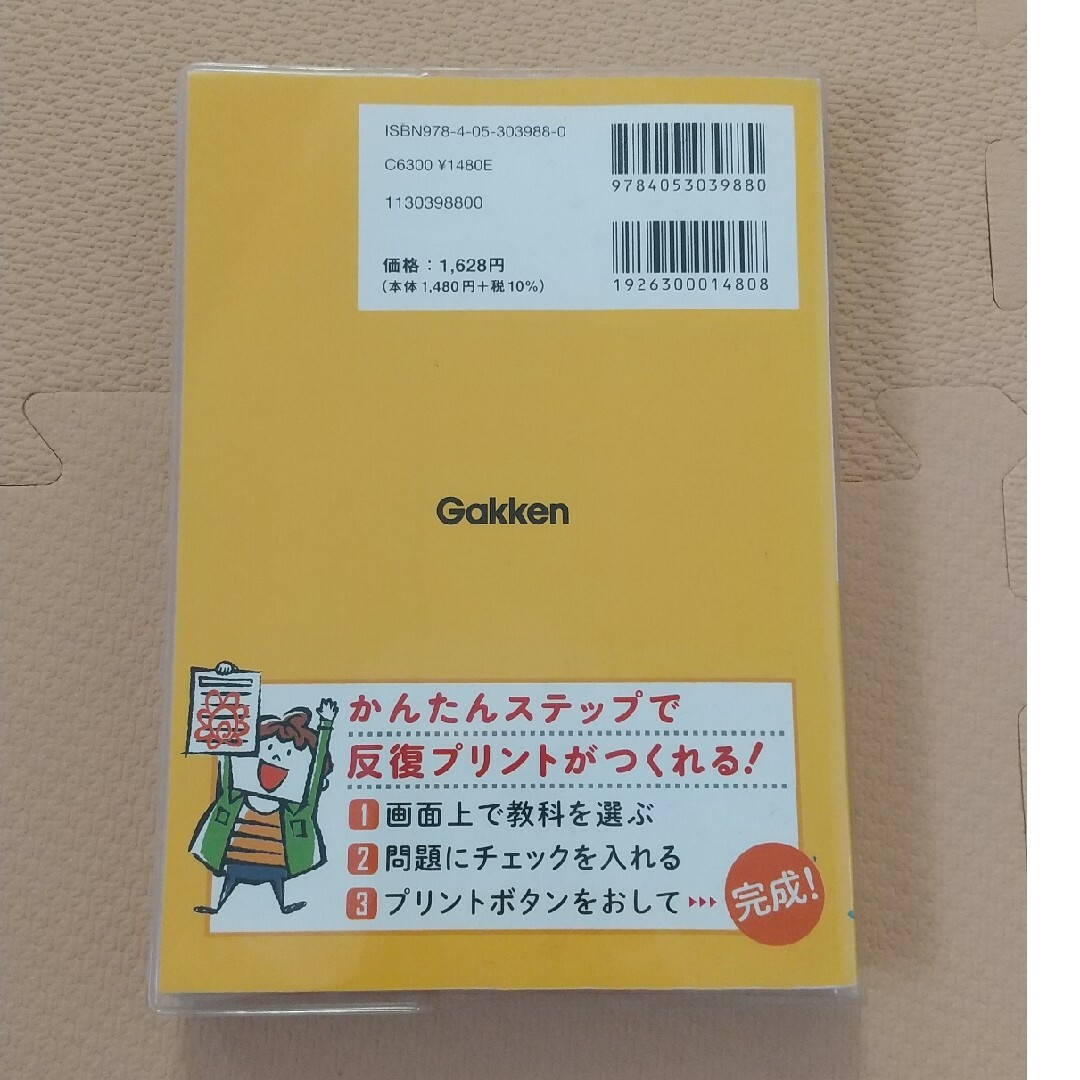 ISBN978-4-05-303988-0
C6300 ¥1480E
1130398800
価格：1,628円
（本体1,480円＋税10%）
9784053039880
1926300014808
Gakken
かんたんステップで
反復プリントがつくれる！
1 画面上で教科を選ぶ
2 問題にチェックを入れる
3 プリントボタンをおして
完成！